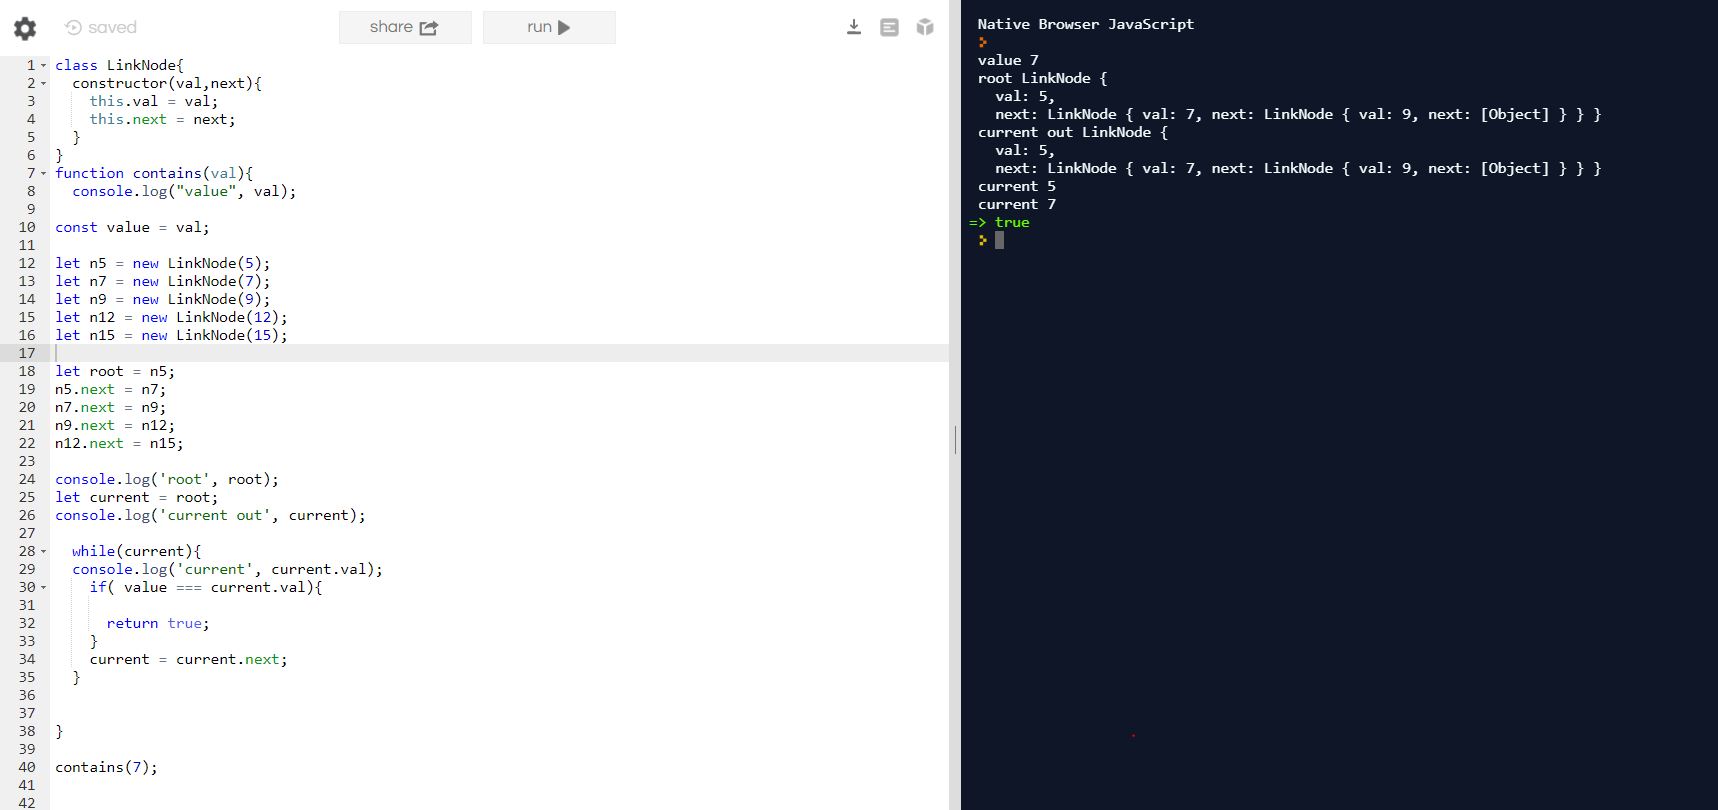 saved
share
run
1 class LinkNode{
2 constructor(val,next){
3 this.val = val;
4 this.next = next;
5 }
6 }
7 function contains(val){
8 console.log("value", val);
9
10 const value = val;
11
12 let n5 = new LinkNode(5);
13 let n7 = new LinkNode(7);
14 let n9 = new LinkNode(9);
15 let n12 = new LinkNode(12);
16 let n15 = new LinkNode(15);
17
18 let root = n5;
19 n5.next = n7;
20 n7.next = n9;
21 n9.next = n12;
22 n12.next = n15;
23
24 console.log('root', root);
25 let current = root;
26 console.log('current out', current);
27
28 while(current){
29 console.log('current', current.val);
30 if( value === current.val){
31
32 return true;
33 }
34 current = current.next;
35 }
36
37
38 }
39
40 contains(7);
41
42
Native Browser JavaScript
>
value 7
root LinkNode {
val: 5,
next: LinkNode { val: 7, next: LinkNode { val: 9, next: [Object] } } }
current out LinkNode {
val: 5,
next: LinkNode { val: 7, next: LinkNode { val: 9, next: [Object] } } }
current 5
current 7
=> true
>